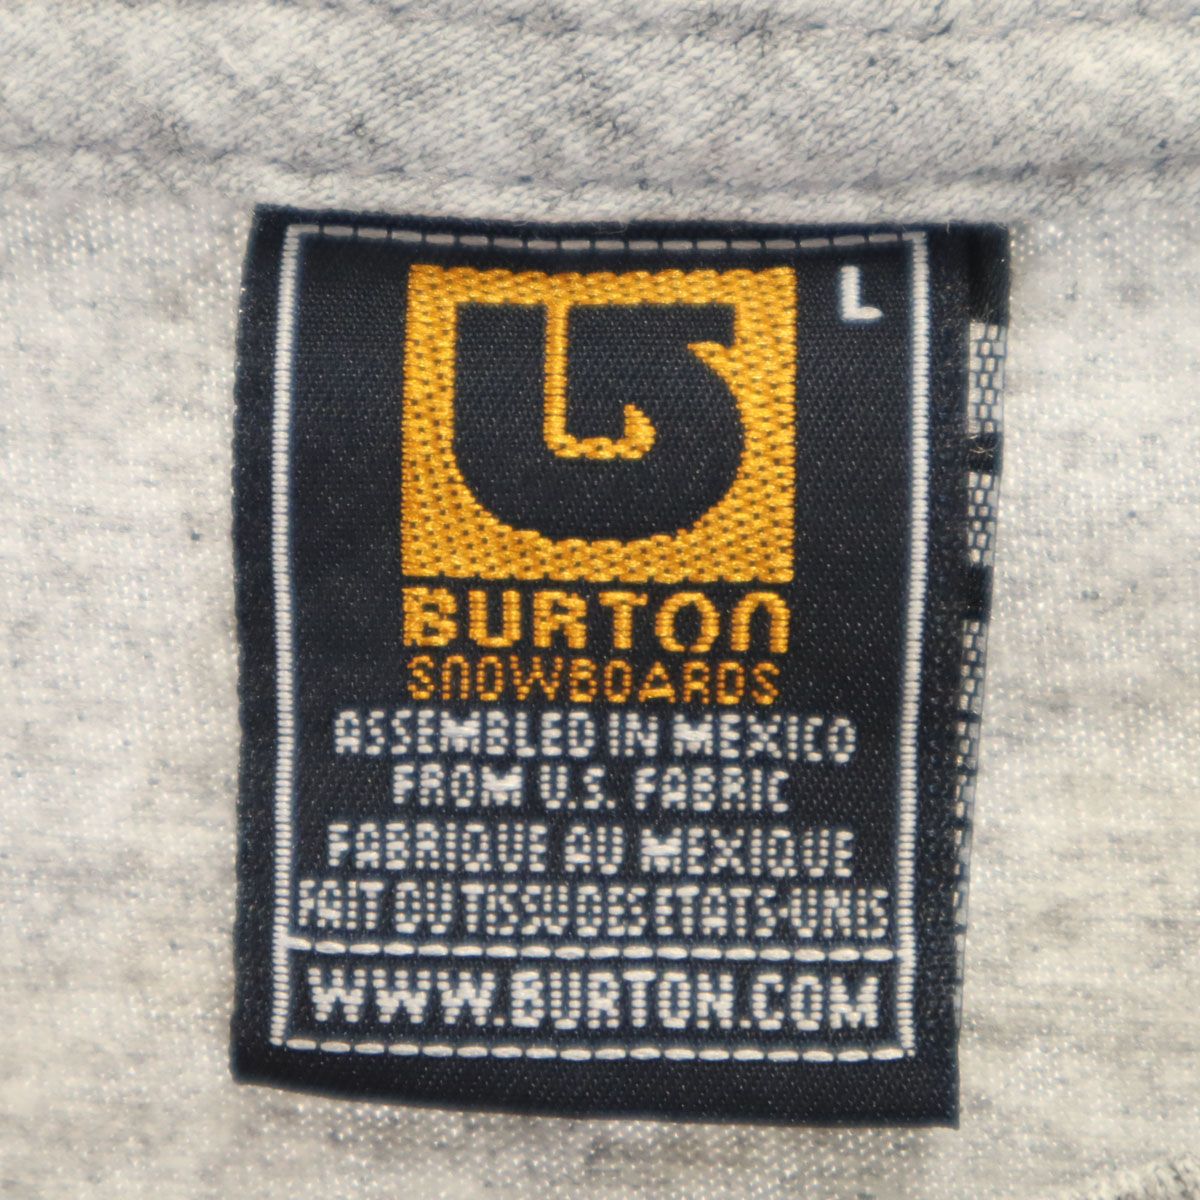 L
BURTON
SNOWBOARDS
ASSEMBLED IN MEXICO
FROM U.S. FABRIC
FABRIQUE AU MEXIQUE
FAIT DU TISSU DES ETATS-UNIS
WWW.BURTON.COM